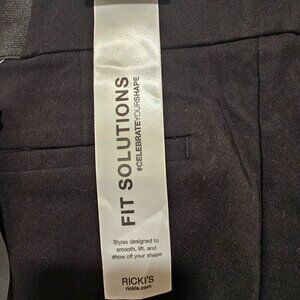 FIT SOLUTIONS
#CELEBRATEYOURSHAPE
Styles designed to
smooth, lift, and
show off your shape
RICKI'S
rickis.com